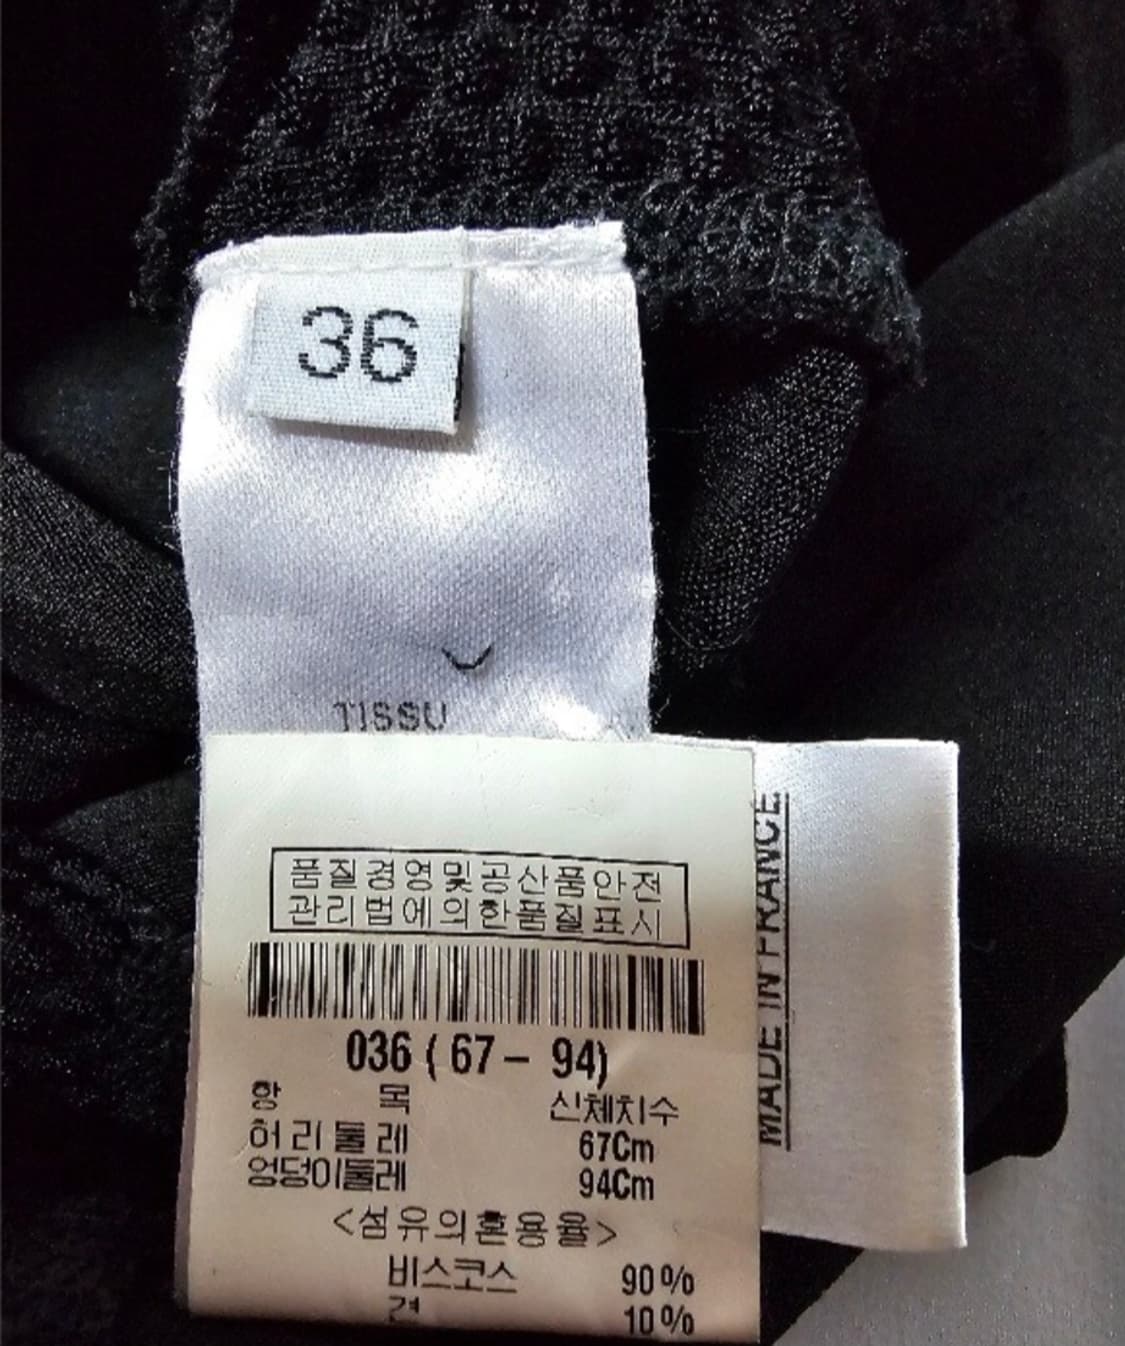 36
TISSU
품질경영및공산품안전
관리법에의한품질표시
036 ( 67 - 94)
항 목 신체치수
허리둘레 67Cm
엉덩이둘레 94Cm
<섬유의혼용율>
비스코스 90%
견 10%
MADE IN FRANCE